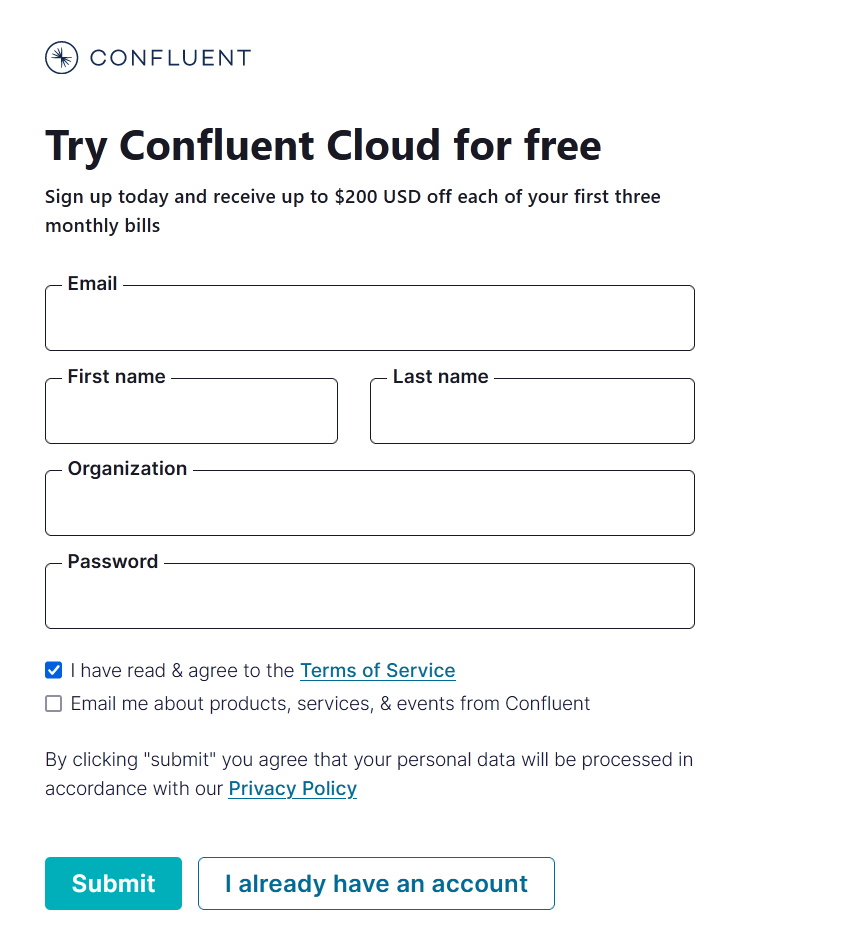 CONFLUENT
Try Confluent Cloud for free
Sign up today and receive up to $200 USD off each of your first three
monthly bills
Email
First name
Last name
Organization
Password
I have read & agree to the Terms of Service
Email me about products, services, & events from Confluent
By clicking "submit" you agree that your personal data will be processed in
accordance with our Privacy Policy
Submit
I already have an account